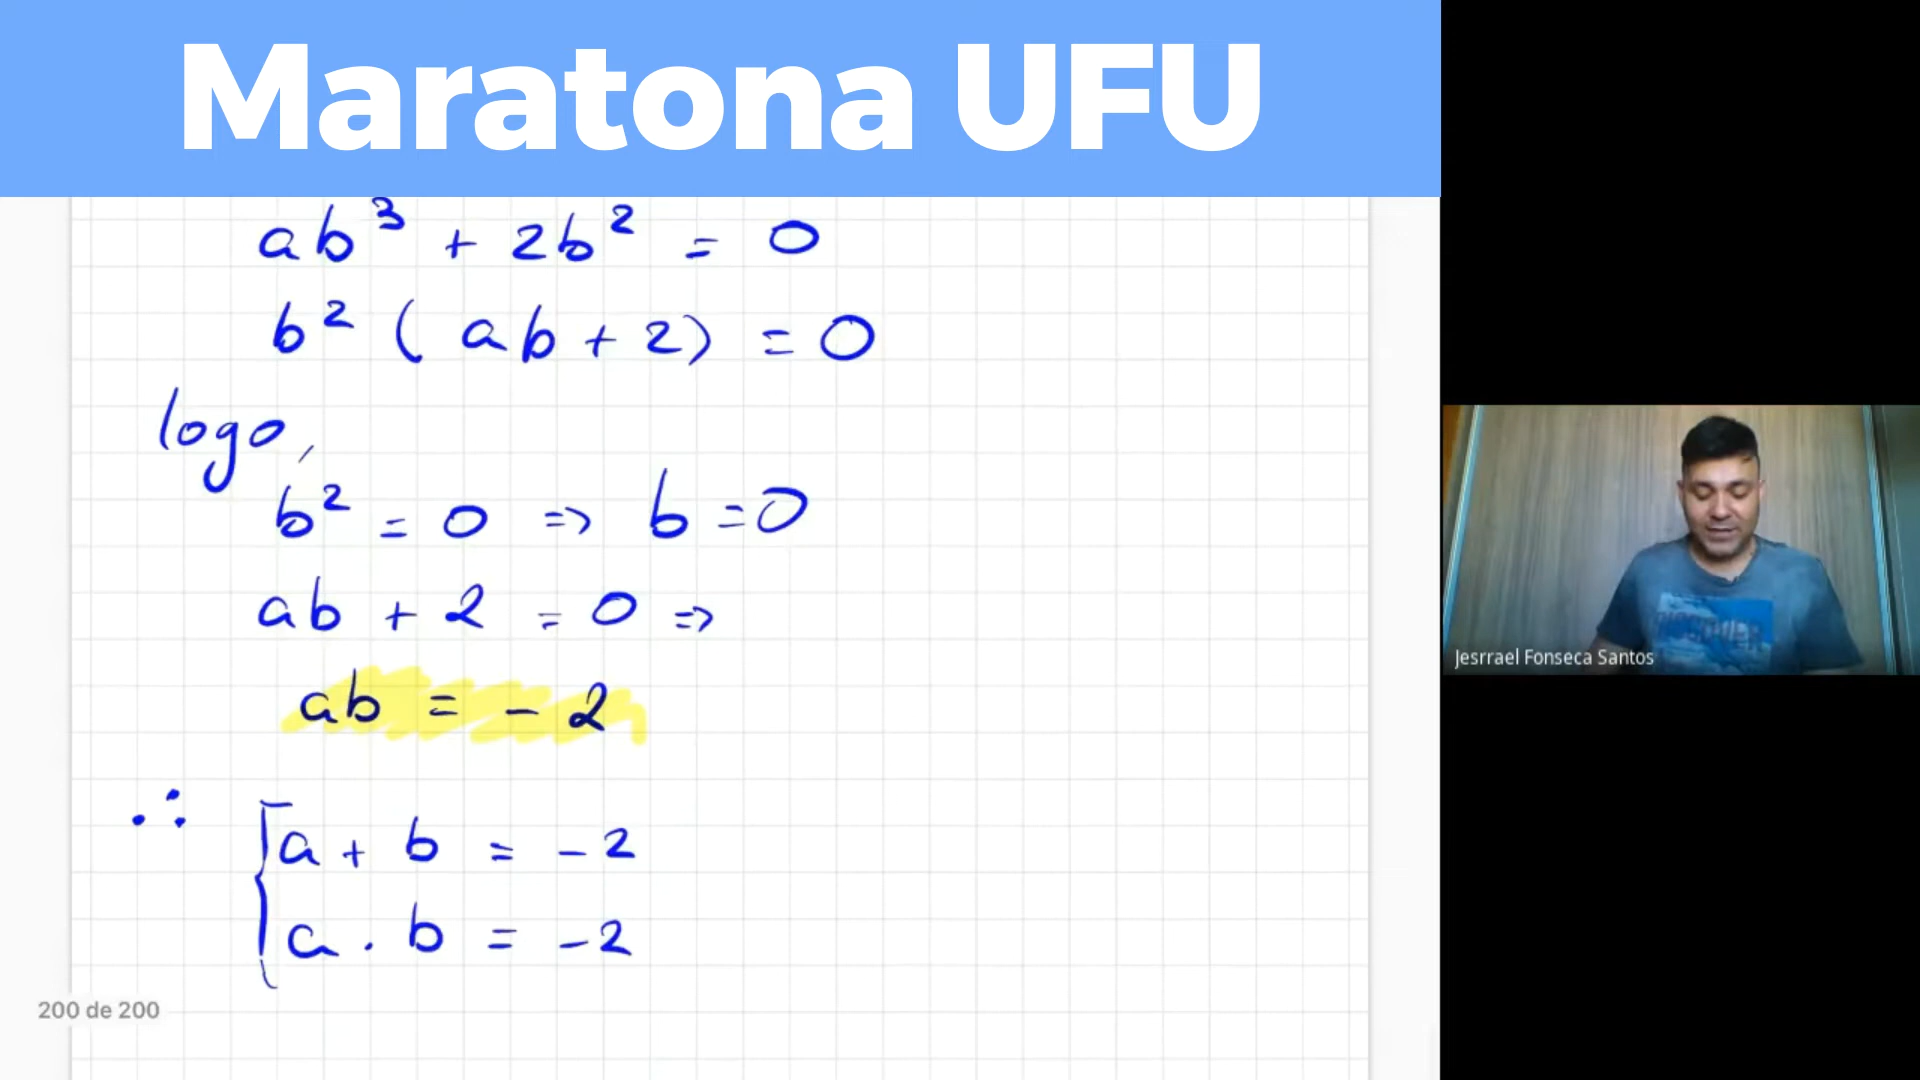 Maratona UFU
ab³ + 2b² = 0
b² (ab + 2) = 0
logo,
b² = 0 => b = 0
ab + 2 = 0 =>
ab = - 2
∴ { a + b = - 2
a . b = - 2
200 de 200
Jesrrael Fonseca Santos